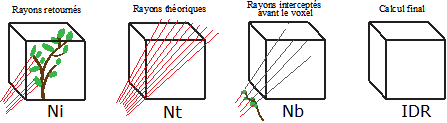 Rayons retournés
Rayons théoriques
Rayons interceptés
avant le voxel
Calcul final
Ni
Nt
Nb
IDR